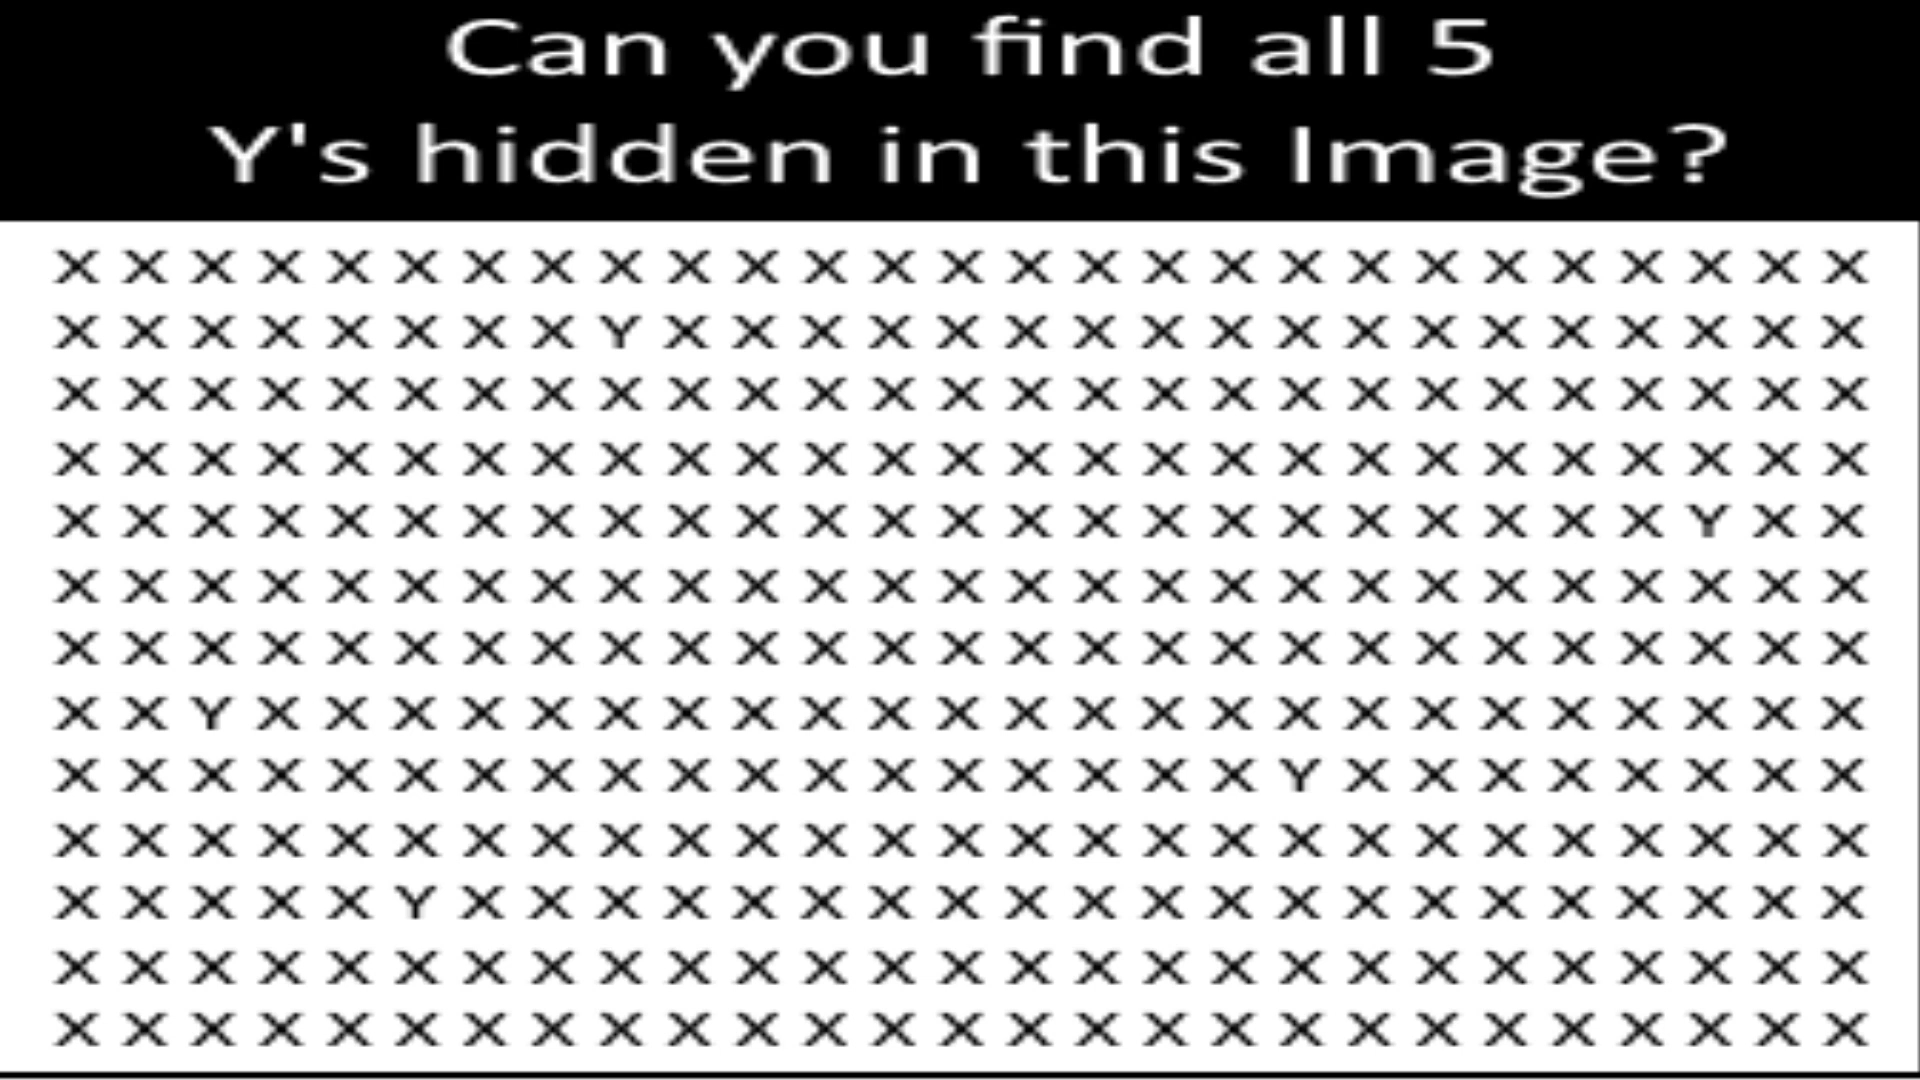 Can you find all 5
Y's hidden in this Image?
X X X X X X X X X X X X X X X X X X X X X X X X X X X
X X X X X X X X Y X X X X X X X X X X X X X X X X X X
X X X X X X X X X X X X X X X X X X X X X X X X X X X
X X X X X X X X X X X X X X X X X X X X X X X X X X X
X X X X X X X X X X X X X X X X X X X X X X X X Y X X
X X X X X X X X X X X X X X X X X X X X X X X X X X X
X X X X X X X X X X X X X X X X X X X X X X X X X X X
X X Y X X X X X X X X X X X X X X X X X X X X X X X X
X X X X X X X X X X X X X X X X X X Y X X X X X X X X
X X X X X X X X X X X X X X X X X X X X X X X X X X X
X X X X X Y X X X X X X X X X X X X X X X X X X X X X
X X X X X X X X X X X X X X X X X X X X X X X X X X X
X X X X X X X X X X X X X X X X X X X X X X X X X X X